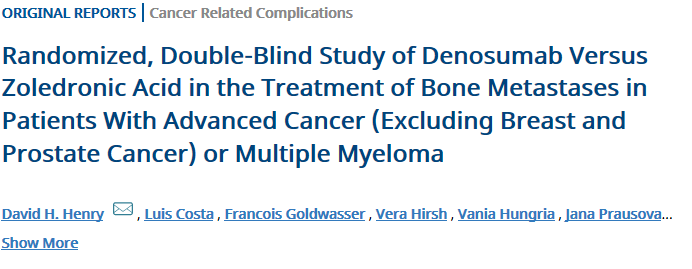 ORIGINAL REPORTS | Cancer Related Complications
Randomized, Double-Blind Study of Denosumab Versus
Zoledronic Acid in the Treatment of Bone Metastases in
Patients With Advanced Cancer (Excluding Breast and
Prostate Cancer) or Multiple Myeloma
David H. Henry , Luis Costa , Francois Goldwasser , Vera Hirsh , Vania Hungria , Jana Prausova...
Show More